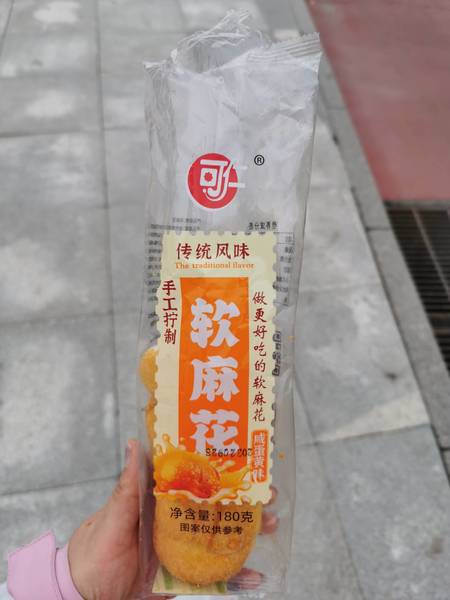 可仁®
传统风味
The traditional flavor
手工拧制
软麻花
做更好吃的软麻花
咸蛋黄味
净含量:180克
图案仅供参考